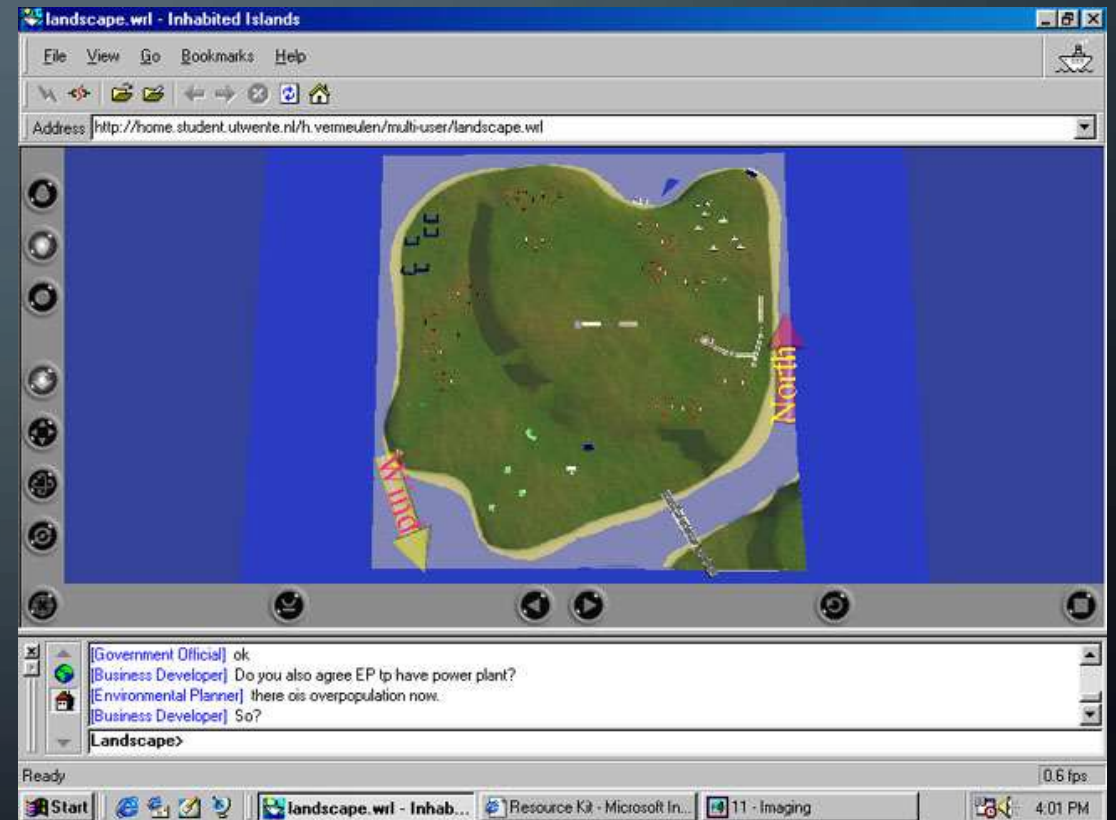 landscape.wrl - Inhabited Islands
File View Go Bookmarks Help
Address http://home.student.utwente.nl/h.vermeulen/multi-user/landscape.wrl
North
Wind
[Government Official] ok
[Business Developer] Do you also agree EP tp have power plant?
[Environmental Planner] there ois overpopulation now.
[Business Developer] So?
Landscape>
Ready 0.6 fps
Start landscape.wrl - Inhab... Resource Kit - Microsoft In... 11 - Imaging 4:01 PM